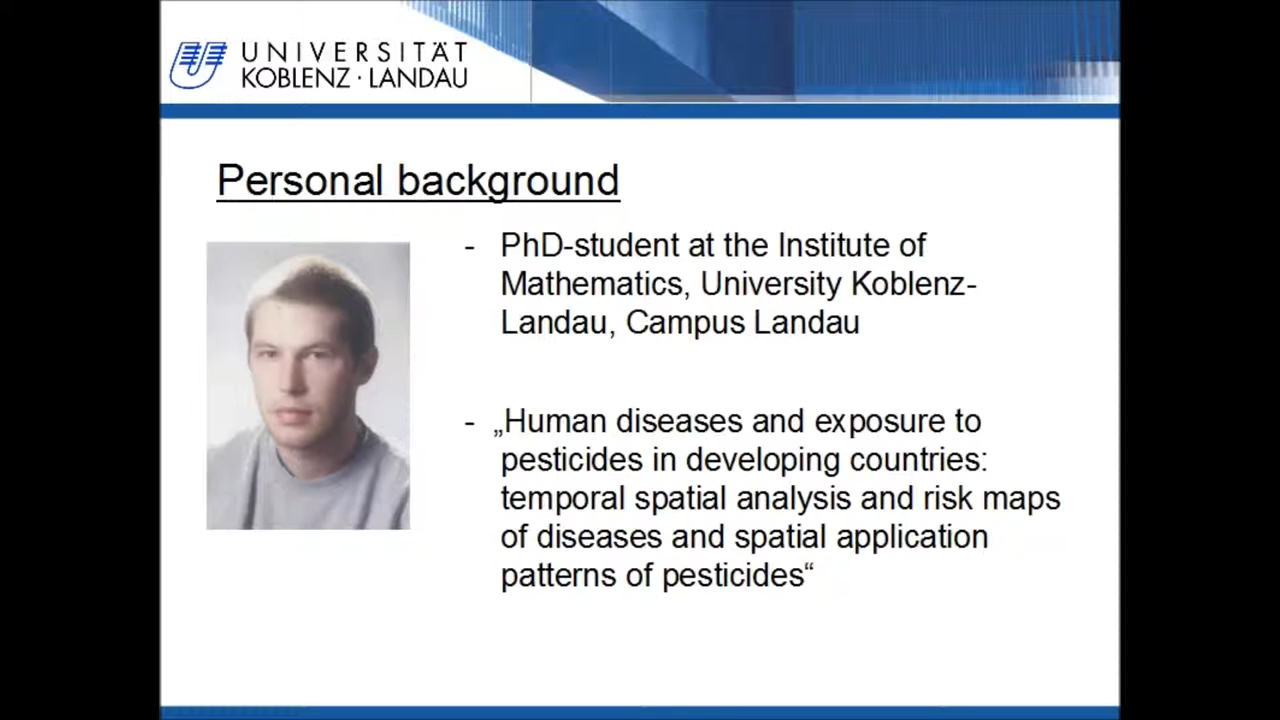 UNIVERSITÄT
KOBLENZ · LANDAU
Personal background
- PhD-student at the Institute of
Mathematics, University Koblenz-
Landau, Campus Landau
- „Human diseases and exposure to
pesticides in developing countries:
temporal spatial analysis and risk maps
of diseases and spatial application
patterns of pesticides“